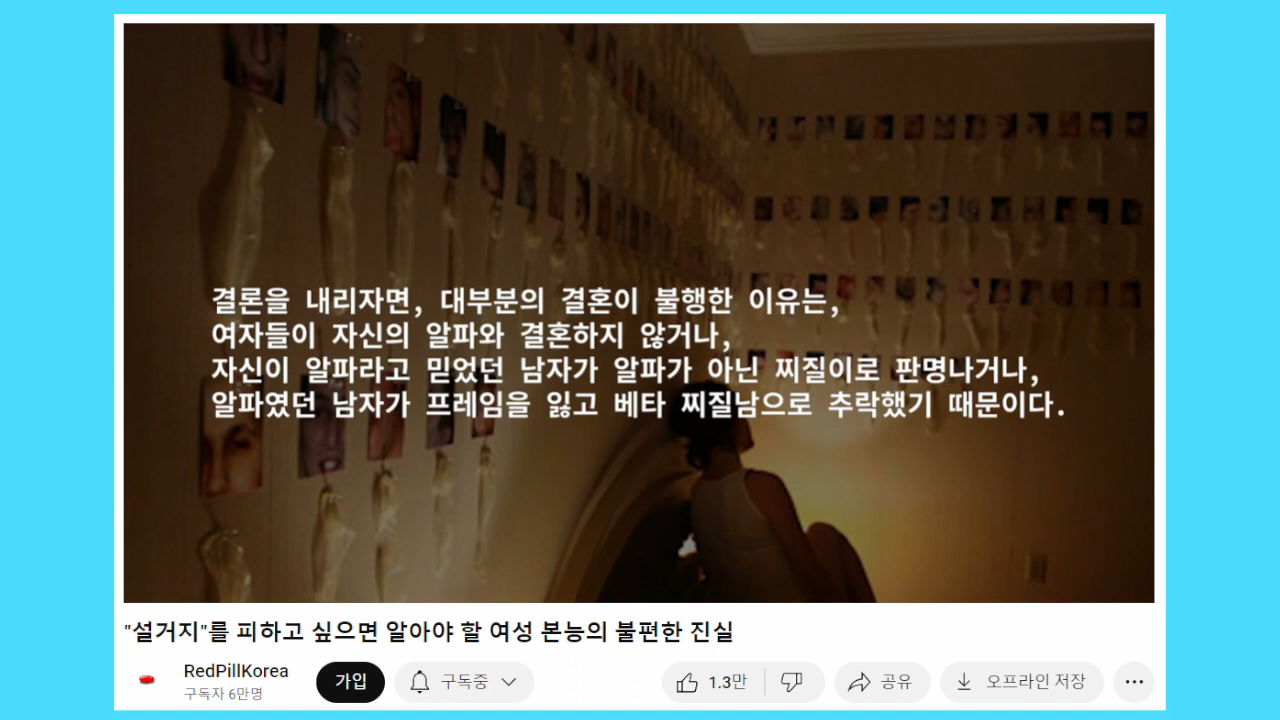 결론을 내리자면, 대부분의 결혼이 불행한 이유는,
여자들이 자신의 알파와 결혼하지 않거나,
자신이 알파라고 믿었던 남자가 알파가 아닌 찌질이로 판명나거나,
알파였던 남자가 프레임을 잃고 베타 찌질남으로 추락했기 때문이다.
"설거지"를 피하고 싶으면 알아야 할 여성 본능의 불편한 진실
RedPillKorea
구독자 6만명
가입
구독중
1.3만
공유
오프라인 저장